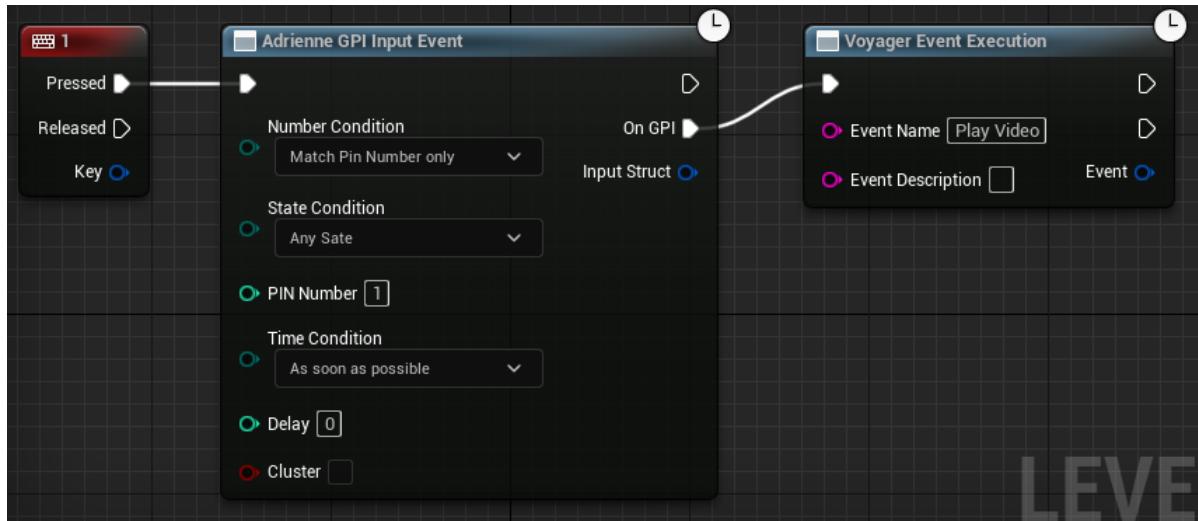 1
Pressed
Released
Key
Adrienne GPI Input Event
Number Condition
Match Pin Number only
On GPI
Input Struct
State Condition
Any Sate
PIN Number 1
Time Condition
As soon as possible
Delay 0
Cluster
Voyager Event Execution
Event Name Play Video
Event Description
Event
LEVE